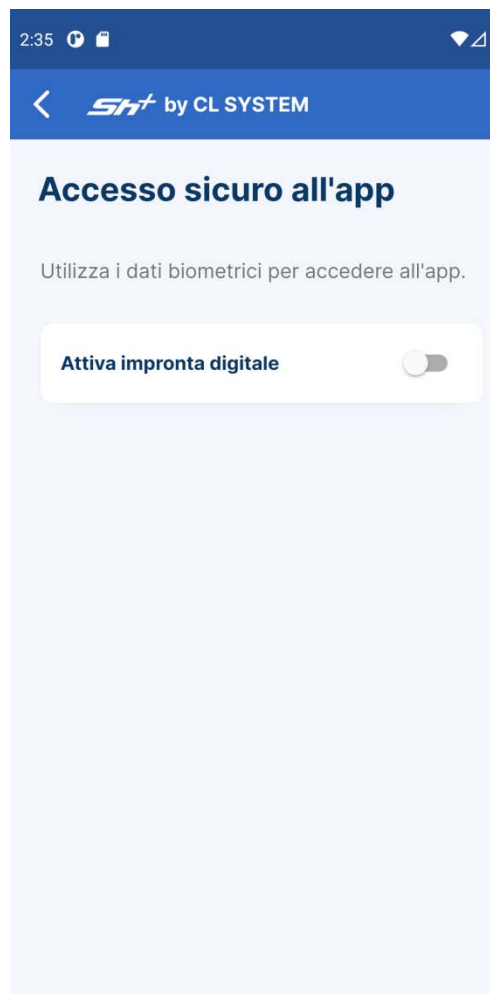 2:35
Sh+ by CL SYSTEM
Accesso sicuro all'app
Utilizza i dati biometrici per accedere all'app.
Attiva impronta digitale